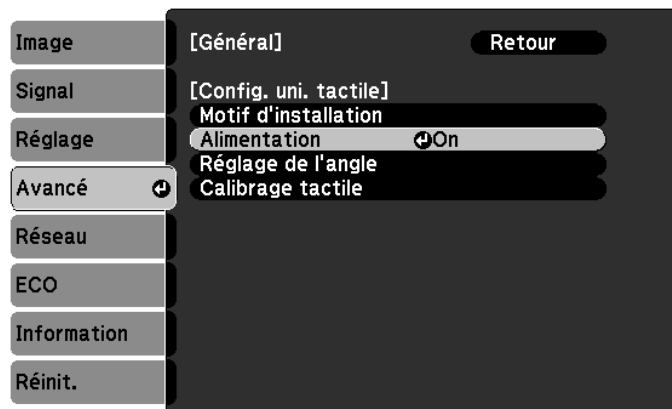 Image
Signal
Réglage
Avancé
Réseau
ECO
Information
Réinit.
[Général] Retour
[Config. uni. tactile]
Motif d'installation
Alimentation On
Réglage de l'angle
Calibrage tactile